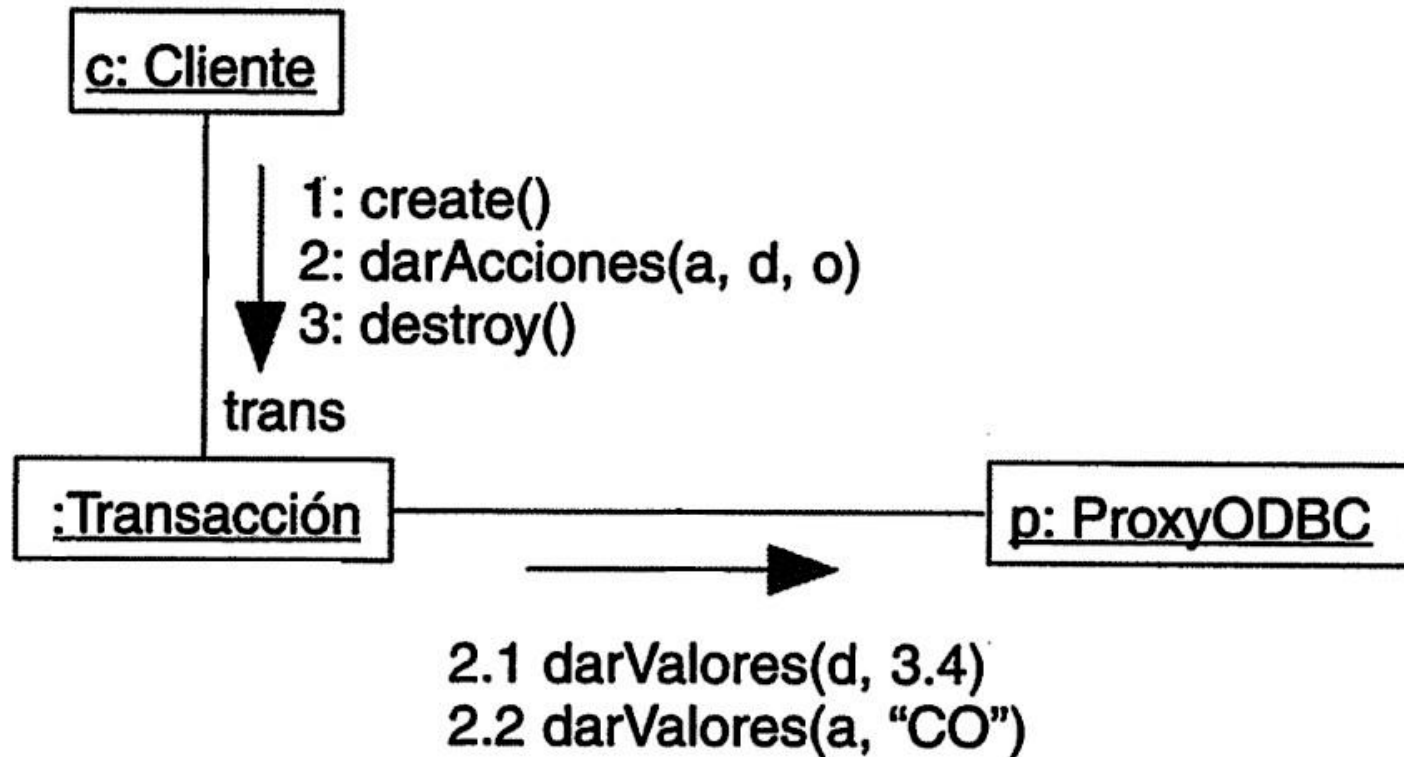 c: Cliente
1: create()
2: darAcciones(a, d, o)
3: destroy()
trans
:Transacción
p: ProxyODBC
2.1 darValores(d, 3.4)
2.2 darValores(a, “CO”)